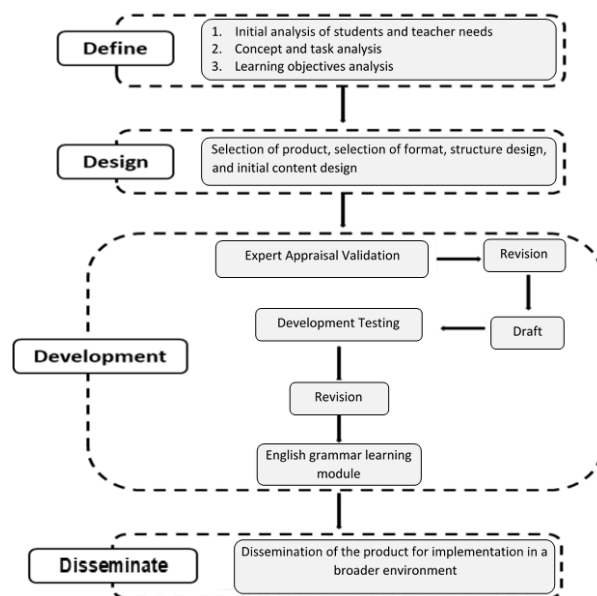 Define
1. Initial analysis of students and teacher needs
2. Concept and task analysis
3. Learning objectives analysis
Design
Selection of product, selection of format, structure design,
and initial content design
Development
Expert Appraisal Validation
Revision
Draft
Development Testing
Revision
English grammar learning
module
Disseminate
Dissemination of the product for implementation in a
broader environment